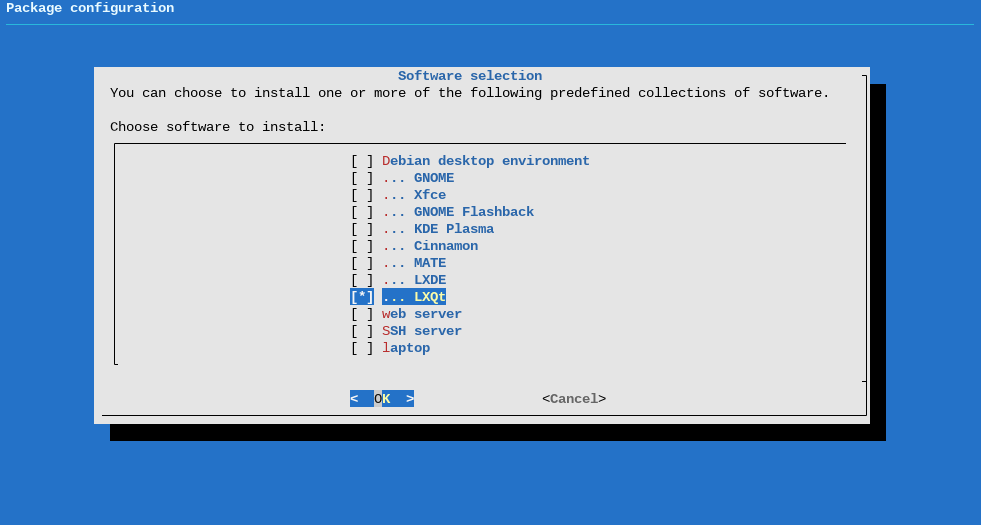 Package configuration
Software selection
You can choose to install one or more of the following predefined collections of software.
Choose software to install:
[ ] Debian desktop environment
[ ] ... GNOME
[ ] ... Xfce
[ ] ... GNOME Flashback
[ ] ... KDE Plasma
[ ] ... Cinnamon
[ ] ... MATE
[ ] ... LXDE
[*] ... LXQt
[ ] web server
[ ] SSH server
[ ] laptop
<  OK  > <Cancel>